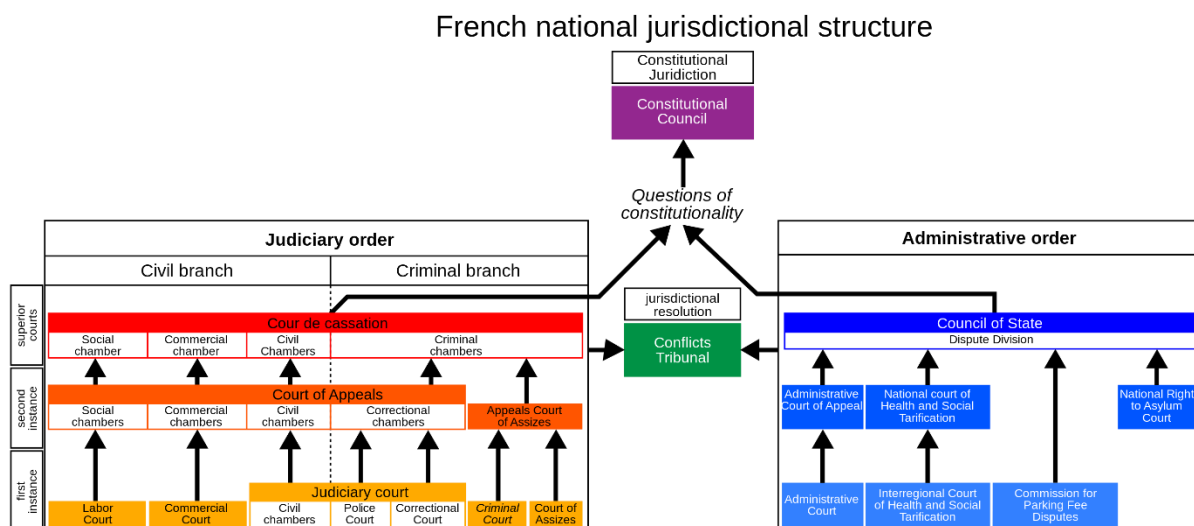 French national jurisdictional structure
Constitutional
Juridiction
Constitutional
Council
Questions of
constitutionality
Judiciary order
Civil branch
Criminal branch
Administrative order
jurisdictional
resolution
Conflicts
Tribunal
superior
courts
Cour de cassation
Social
chamber
Commercial
chamber
Civil
Chambers
Criminal
chambers
Council of State
Dispute Division
second
instance
Court of Appeals
Social
chambers
Commercial
chambers
Civil
chambers
Correctional
chambers
Appeals Court
of Assizes
Administrative
Court of Appeal
National court of
Health and Social
Tarification
National Right
to Asylum
Court
first
instance
Judiciary court
Labor
Court
Commercial
Court
Civil
chambers
Police
Court
Correctional
Court
Criminal
Court
Court of
Assizes
Administrative
Court
Interregional Court
of Health and Social
Tarification
Commission for
Parking Fee
Disputes